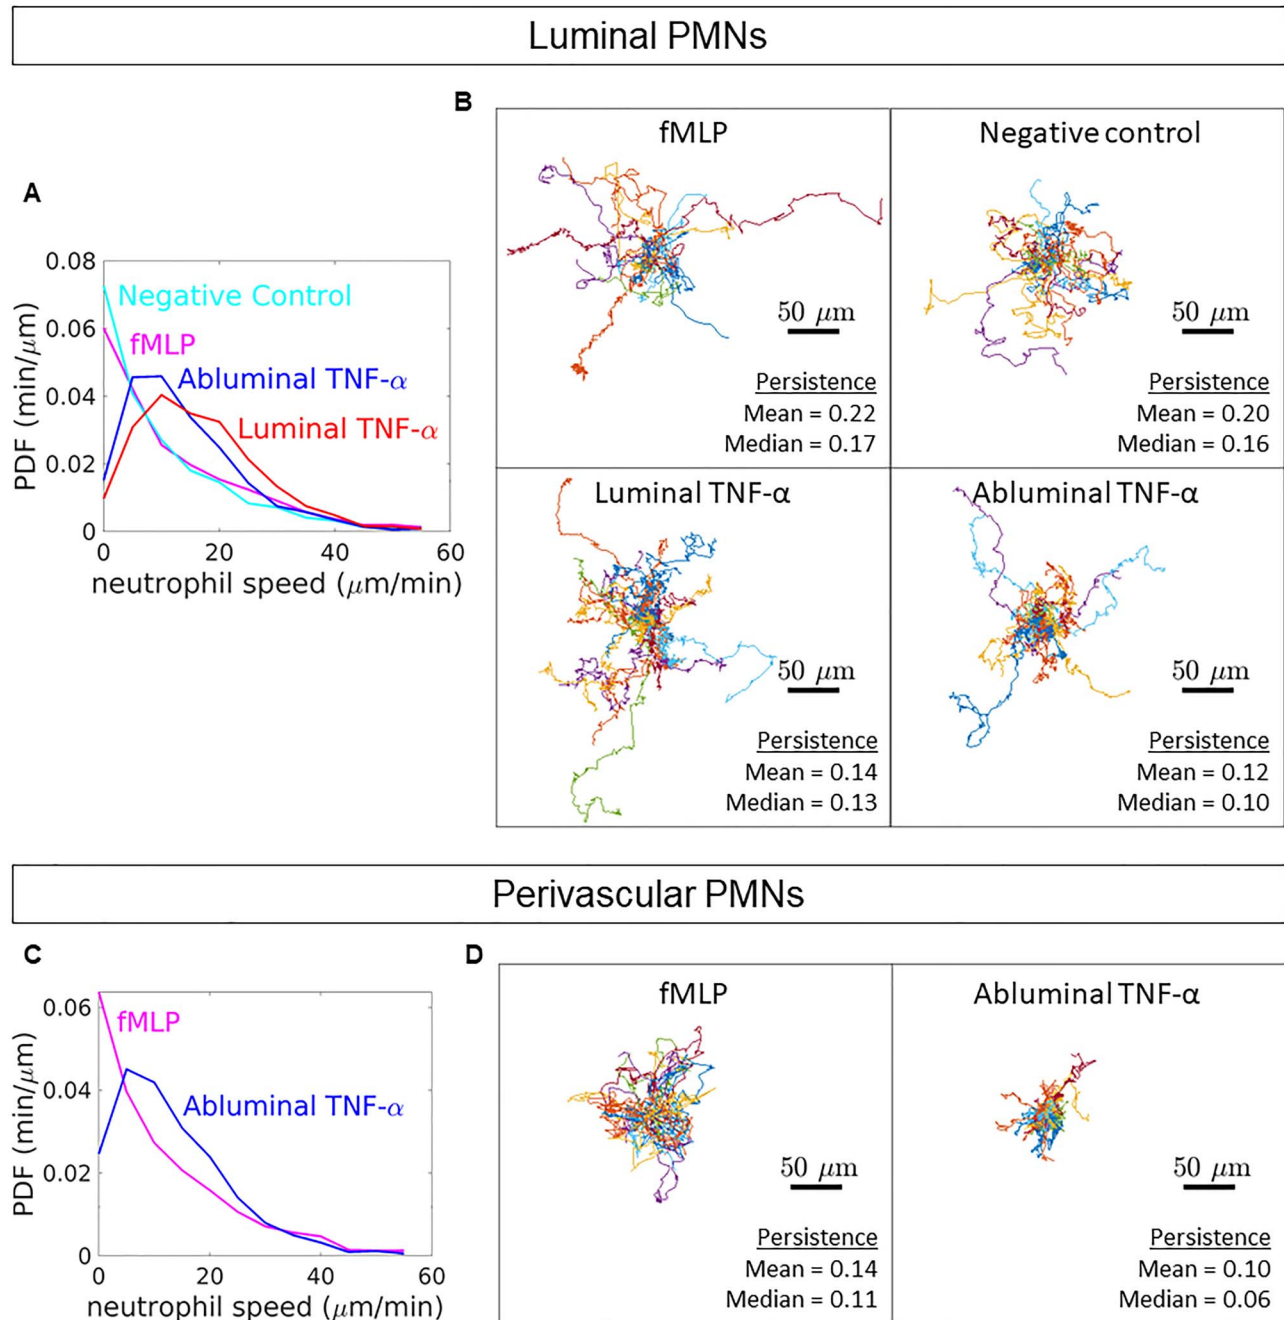 Luminal PMNs
A
0.08
0.06
0.04
0.02
0
0
20
40
60
PDF (min/μm)
neutrophil speed (μm/min)
Negative Control
fMLP
Abluminal TNF-α
Luminal TNF-α
B
fMLP
50 μm
Persistence
Mean = 0.22
Median = 0.17
Negative control
50 μm
Persistence
Mean = 0.20
Median = 0.16
Luminal TNF-α
50 μm
Persistence
Mean = 0.14
Median = 0.13
Abluminal TNF-α
50 μm
Persistence
Mean = 0.12
Median = 0.10
Perivascular PMNs
C
0.06
0.04
0.02
0
0
20
40
60
PDF (min/μm)
neutrophil speed (μm/min)
fMLP
Abluminal TNF-α
D
fMLP
50 μm
Persistence
Mean = 0.14
Median = 0.11
Abluminal TNF-α
50 μm
Persistence
Mean = 0.10
Median = 0.06